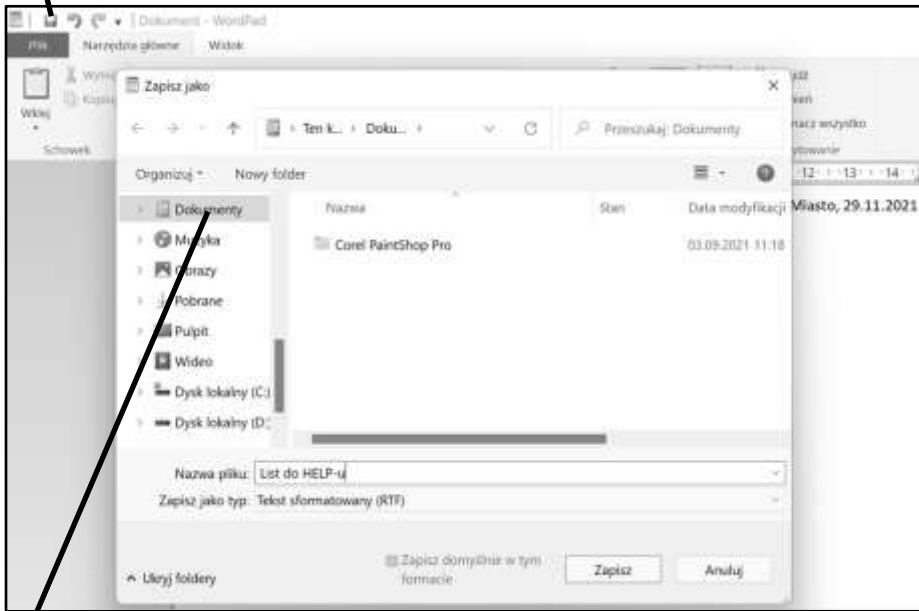 Dokument - WordPad
Plik Narzędzia główne Widok
Wklej
Schowek
Zapisz jako
Ten k... Doku...
Przeszukaj: Dokumenty
Organizuj Nowy folder
Dokumenty
Muzyka
Obrazy
Pobrane
Pulpit
Wideo
Dysk lokalny (C:)
Dysk lokalny (D:
Nazwa Stan Data modyfikacji
Corel PaintShop Pro 03.09.2021 11:18
12 13 14
Miasto, 29.11.2021
Nazwa pliku: List do HELP-u
Zapisz jako typ: Tekst sformatowany (RTF)
Ukryj foldery
Zapisz domyślnie w tym
formacie
Zapisz Anuluj